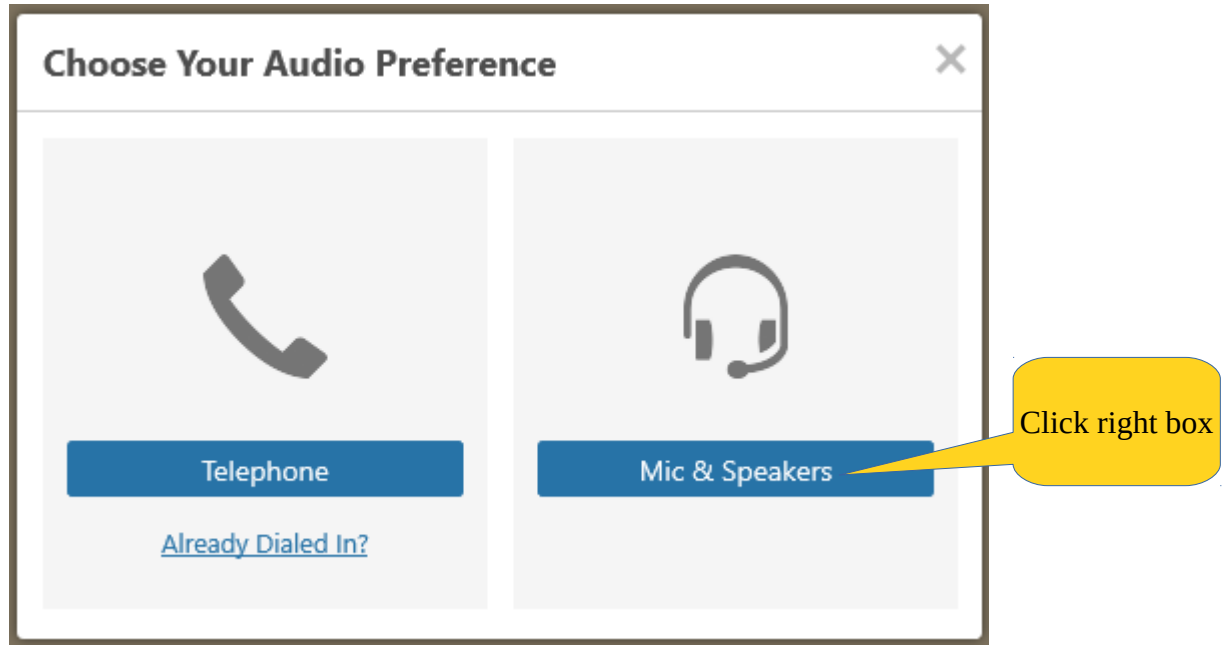 Choose Your Audio Preference
Telephone
Already Dialed In?
Mic & Speakers
Click right box